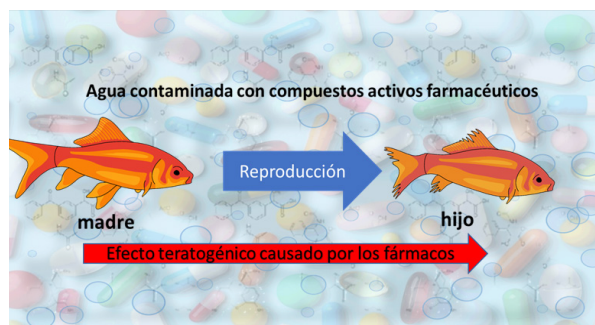 Agua contaminada con compuestos activos farmacéuticos
Reproducción
madre
hijo
Efecto teratogénico causado por los fármacos